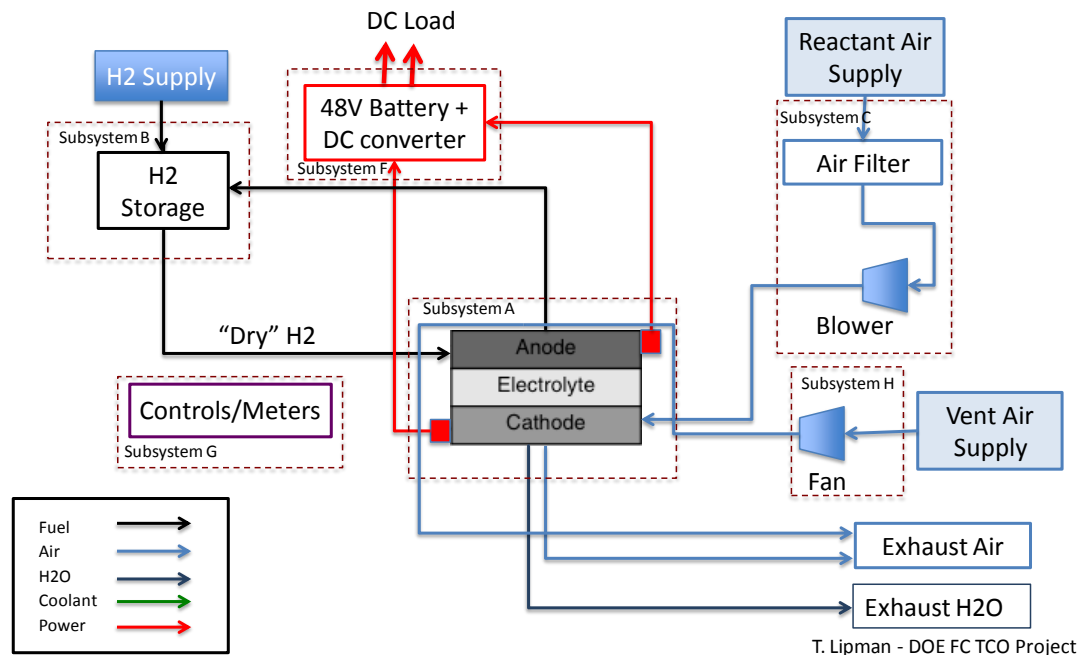 DC Load
H2 Supply
Reactant Air
Supply
Subsystem B
48V Battery +
DC converter
Subsystem F
Subsystem C
Air Filter
H2
Storage
Blower
Subsystem A
“Dry” H2
Anode
Electrolyte
Cathode
Subsystem H
Vent Air
Supply
Fan
Controls/Meters
Subsystem G
Fuel
Air
H2O
Coolant
Power
Exhaust Air
Exhaust H2O
T. Lipman - DOE FC TCO Project